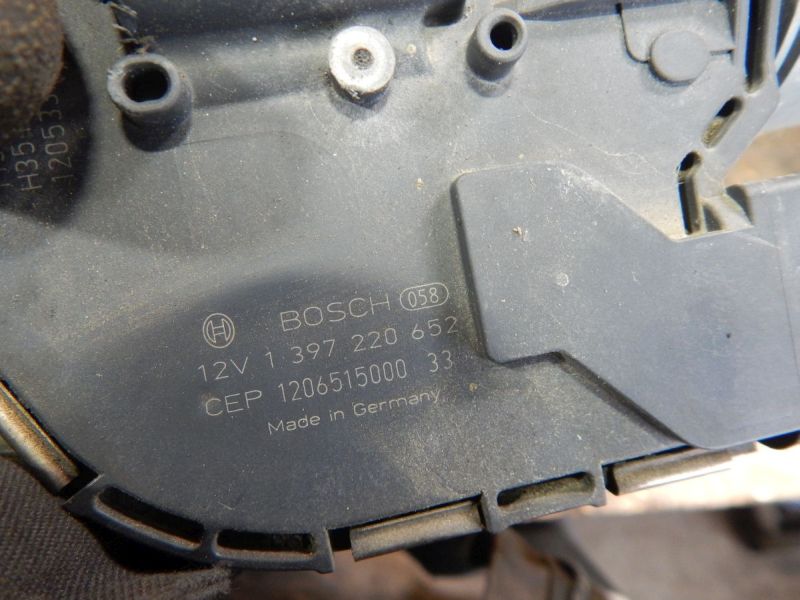 BOSCH 058
12V 1 397 220 652
CEP 1206515000 33
Made in Germany